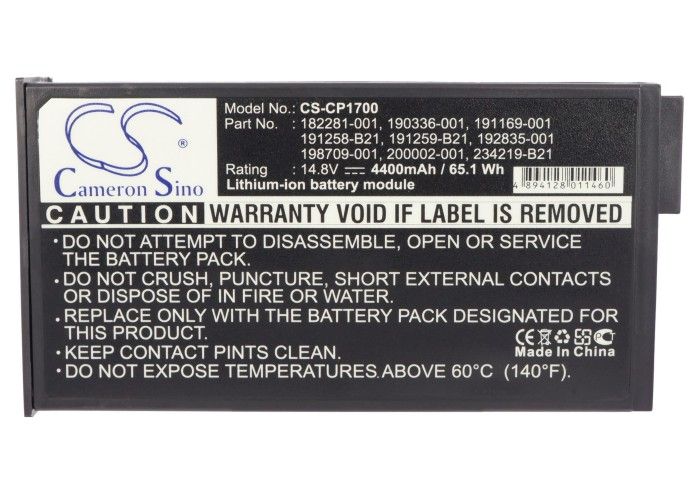 CS
Cameron Sino
Model No.: CS-CP1700
Part No. : 182281-001, 190336-001, 191169-001
191258-B21, 191259-B21, 192835-001
198709-001, 200002-001, 234219-B21
Rating : 14.8V 4400mAh / 65.1 Wh
Lithium-ion battery module
4 894128 011460
CAUTION WARRANTY VOID IF LABEL IS REMOVED
•DO NOT ATTEMPT TO DISASSEMBLE, OPEN OR SERVICE
THE BATTERY PACK.
•DO NOT CRUSH, PUNCTURE, SHORT EXTERNAL CONTACTS
OR DISPOSE OF IN FIRE OR WATER.
•REPLACE ONLY WITH THE BATTERY PACK DESIGNATED FOR
THIS PRODUCT.
•KEEP CONTACT PINTS CLEAN.
•DO NOT EXPOSE TEMPERATURES ABOVE 60°C (140°F).
CE
Made In China